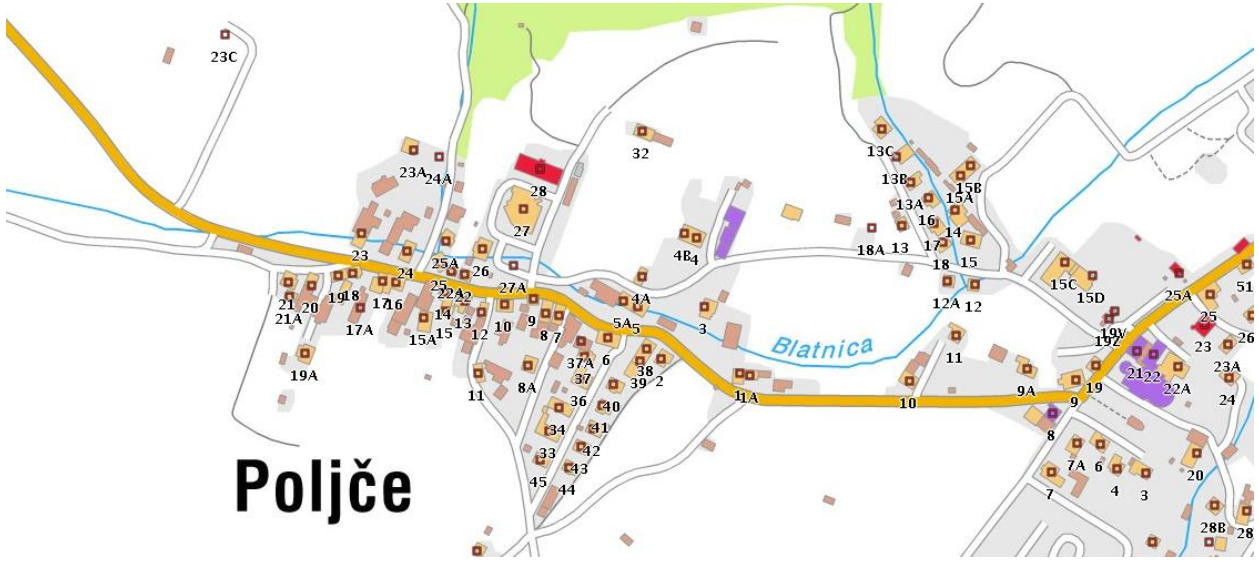 23C
23A
24A
28
32
13C
13B
15B
15A
13A
14
16
13
17
18A
18
15
27
4B
4
23
24
25A
26
27A
25
22A
22
4A
5A
5
3
12A
12
15C
15D
25A
51
25
26
19V
19Z
23
23A
21
22
22A
24
21
21A
20
19
18
17
16
17A
15A
14
15
13
12
10
9
8
7
6
37A
37
38
39
2
36
40
41
34
33
42
43
44
45
19A
11
8A
Blatnica
1
1A
10
11
9A
9
19
8
7A
6
7
4
3
20
28B
28
Poljče